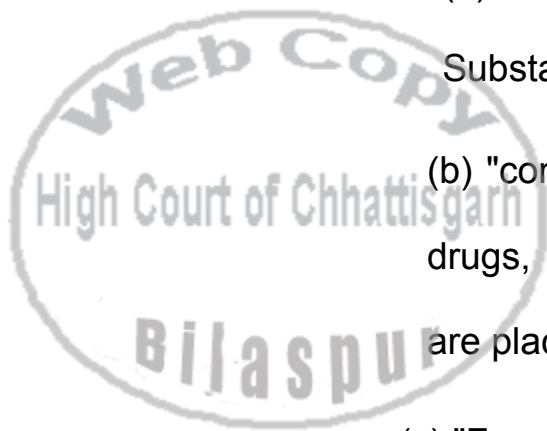 Web Copy
Substa
(b) "con
High Court of Chhattisgarh
drugs,
Bilaspur
are plac